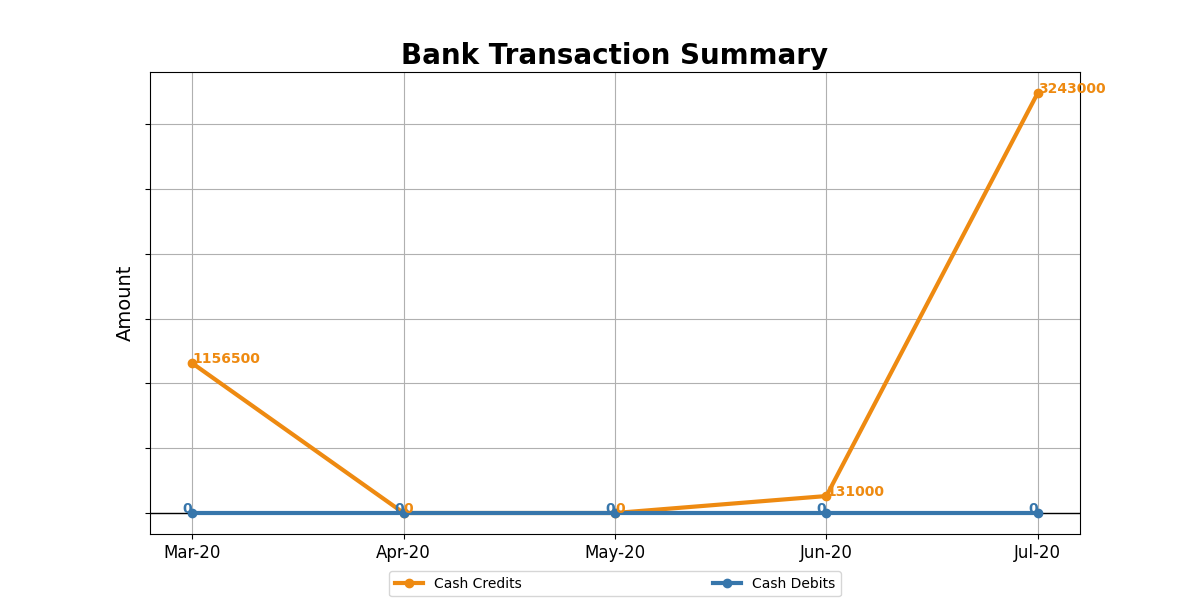 Bank Transaction Summary
Amount
3243000
1156500
131000
0
0 0
0 0
0
0
Mar-20 Apr-20 May-20 Jun-20 Jul-20
Cash Credits Cash Debits